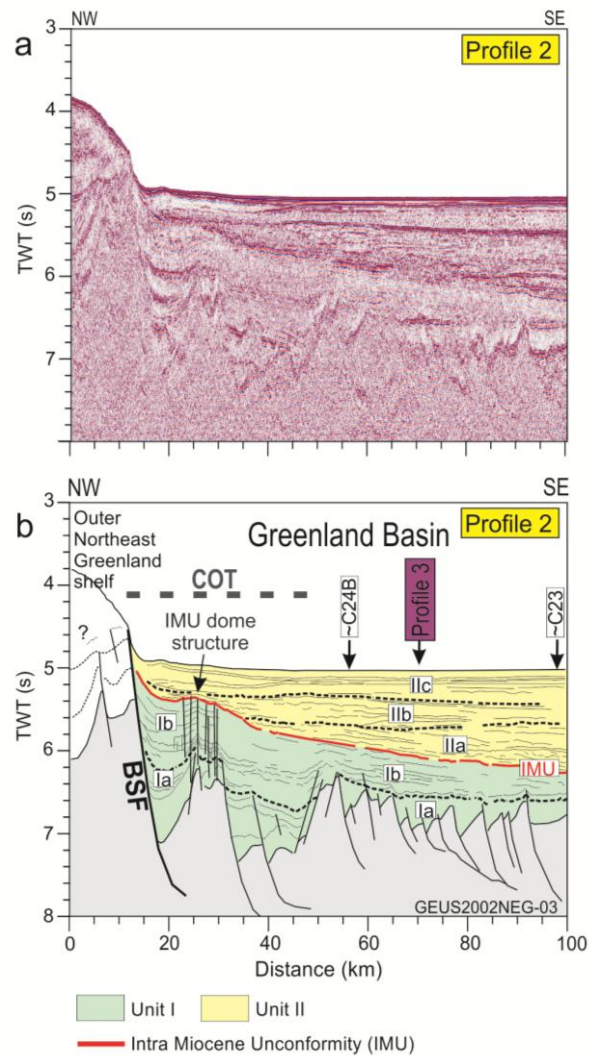 NW SE
a
Profile 2
3
4
5
6
7
TWT (s)
b
NW SE
Profile 2
3
4
5
6
7
8
TWT (s)
Outer
Northeast
Greenland
shelf
Greenland Basin
COT
IMU dome
structure
~C24B
Profile 3
~C23
?
IIc
IIb
IIa
Ib
Ia
Ib
Ia
IMU
BSF
GEUS2002NEG-03
0 20 40 60 80 100
Distance (km)
Unit I Unit II
Intra Miocene Unconformity (IMU)